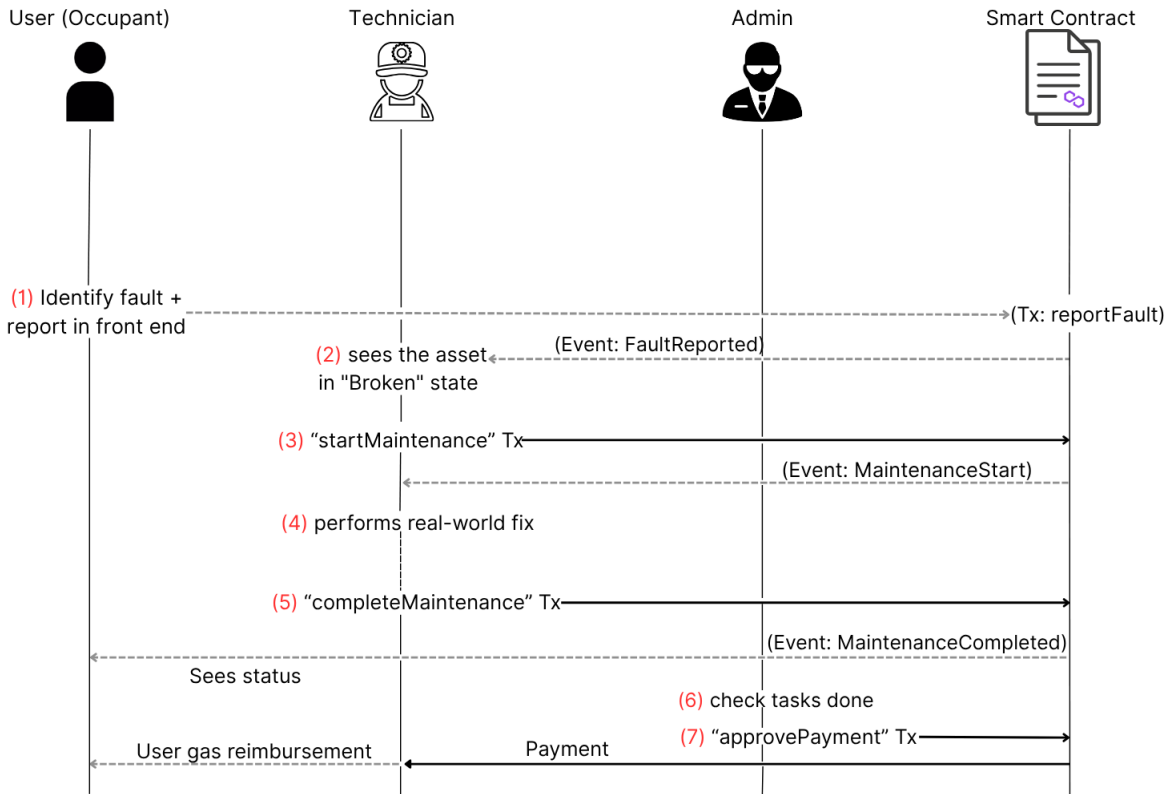 User (Occupant)
Technician
Admin
Smart Contract
(1) Identify fault +
report in front end
(Tx: reportFault)
(Event: FaultReported)
(2) sees the asset
in "Broken" state
(3) “startMaintenance” Tx
(Event: MaintenanceStart)
(4) performs real-world fix
(5) “completeMaintenance” Tx
(Event: MaintenanceCompleted)
Sees status
(6) check tasks done
(7) “approvePayment” Tx
User gas reimbursement
Payment